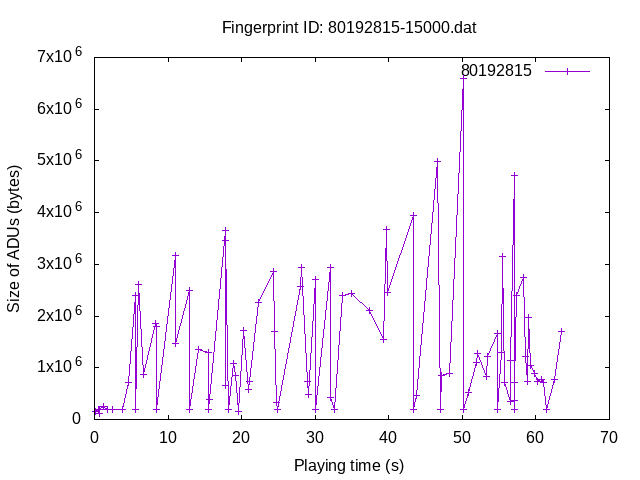 Fingerprint ID: 80192815-15000.dat
80192815
7x10^6
6x10^6
5x10^6
4x10^6
3x10^6
2x10^6
1x10^6
0
Size of ADUs (bytes)
0 10 20 30 40 50 60 70
Playing time (s)